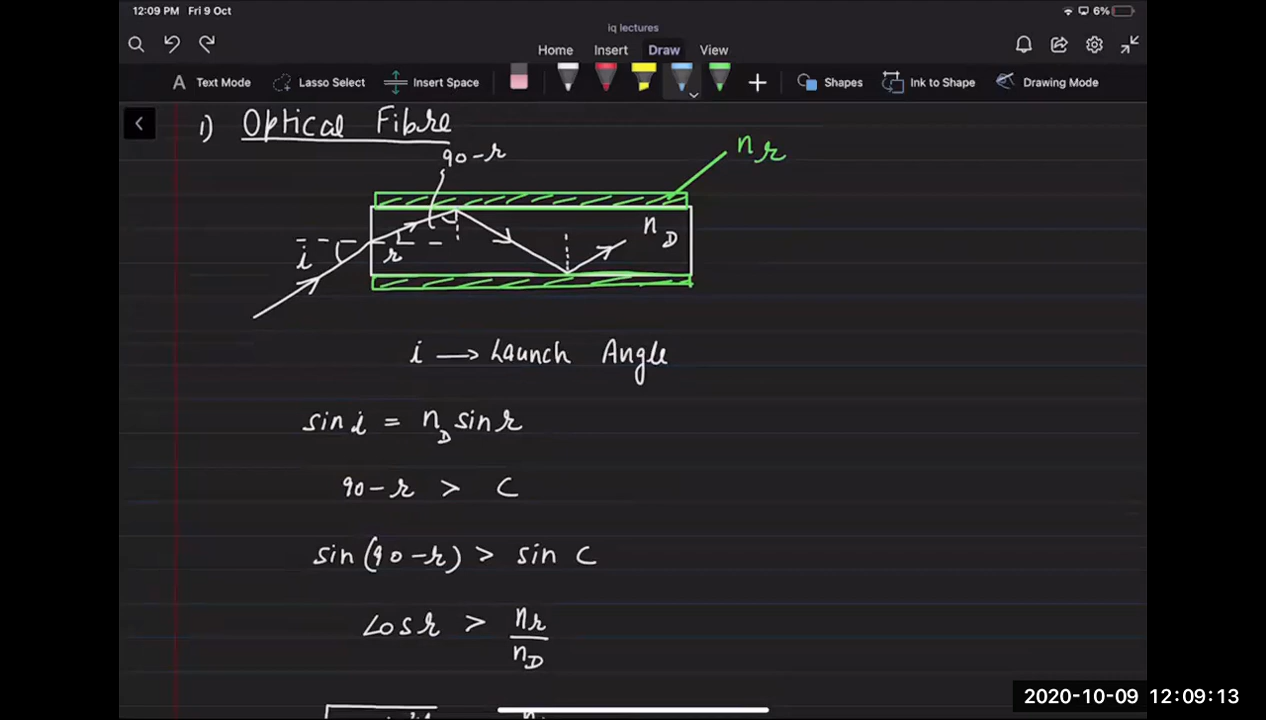 12:09 PM Fri 9 Oct
6%
iq lectures
Home Insert Draw View
Text Mode Lasso Select Insert Space Shapes Ink to Shape Drawing Mode
1) Optical Fibre
90-r
nr
nD
i
r
i → Launch Angle
sin i = nD sin r
90-r > C
sin(90-r) > sin C
cos r > nr/nD
2020-10-09 12:09:13